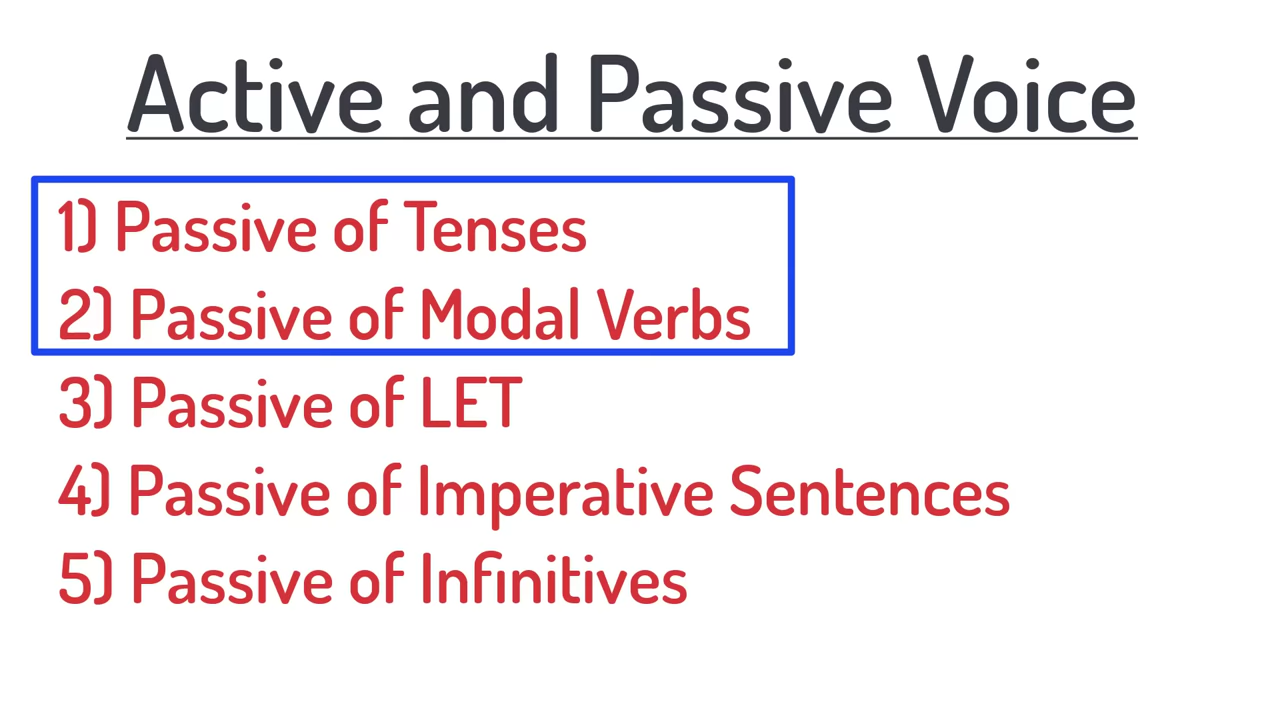 Active and Passive Voice
1) Passive of Tenses
2) Passive of Modal Verbs
3) Passive of LET
4) Passive of Imperative Sentences
5) Passive of Infinitives